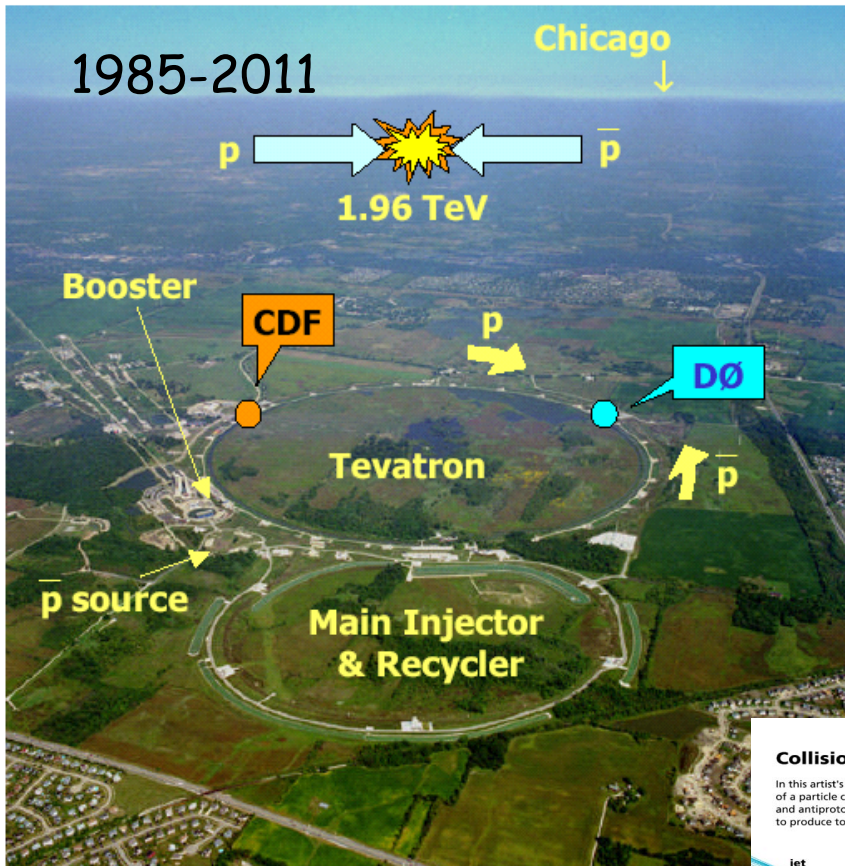 Chicago
↓
1985-2011
p p̅
1.96 TeV
Booster
CDF
p
DØ
Tevatron
p̅
p̅ source
Main Injector
& Recycler
Collisio
In this artist's
of a particle c
and antiproto
to produce to
jet